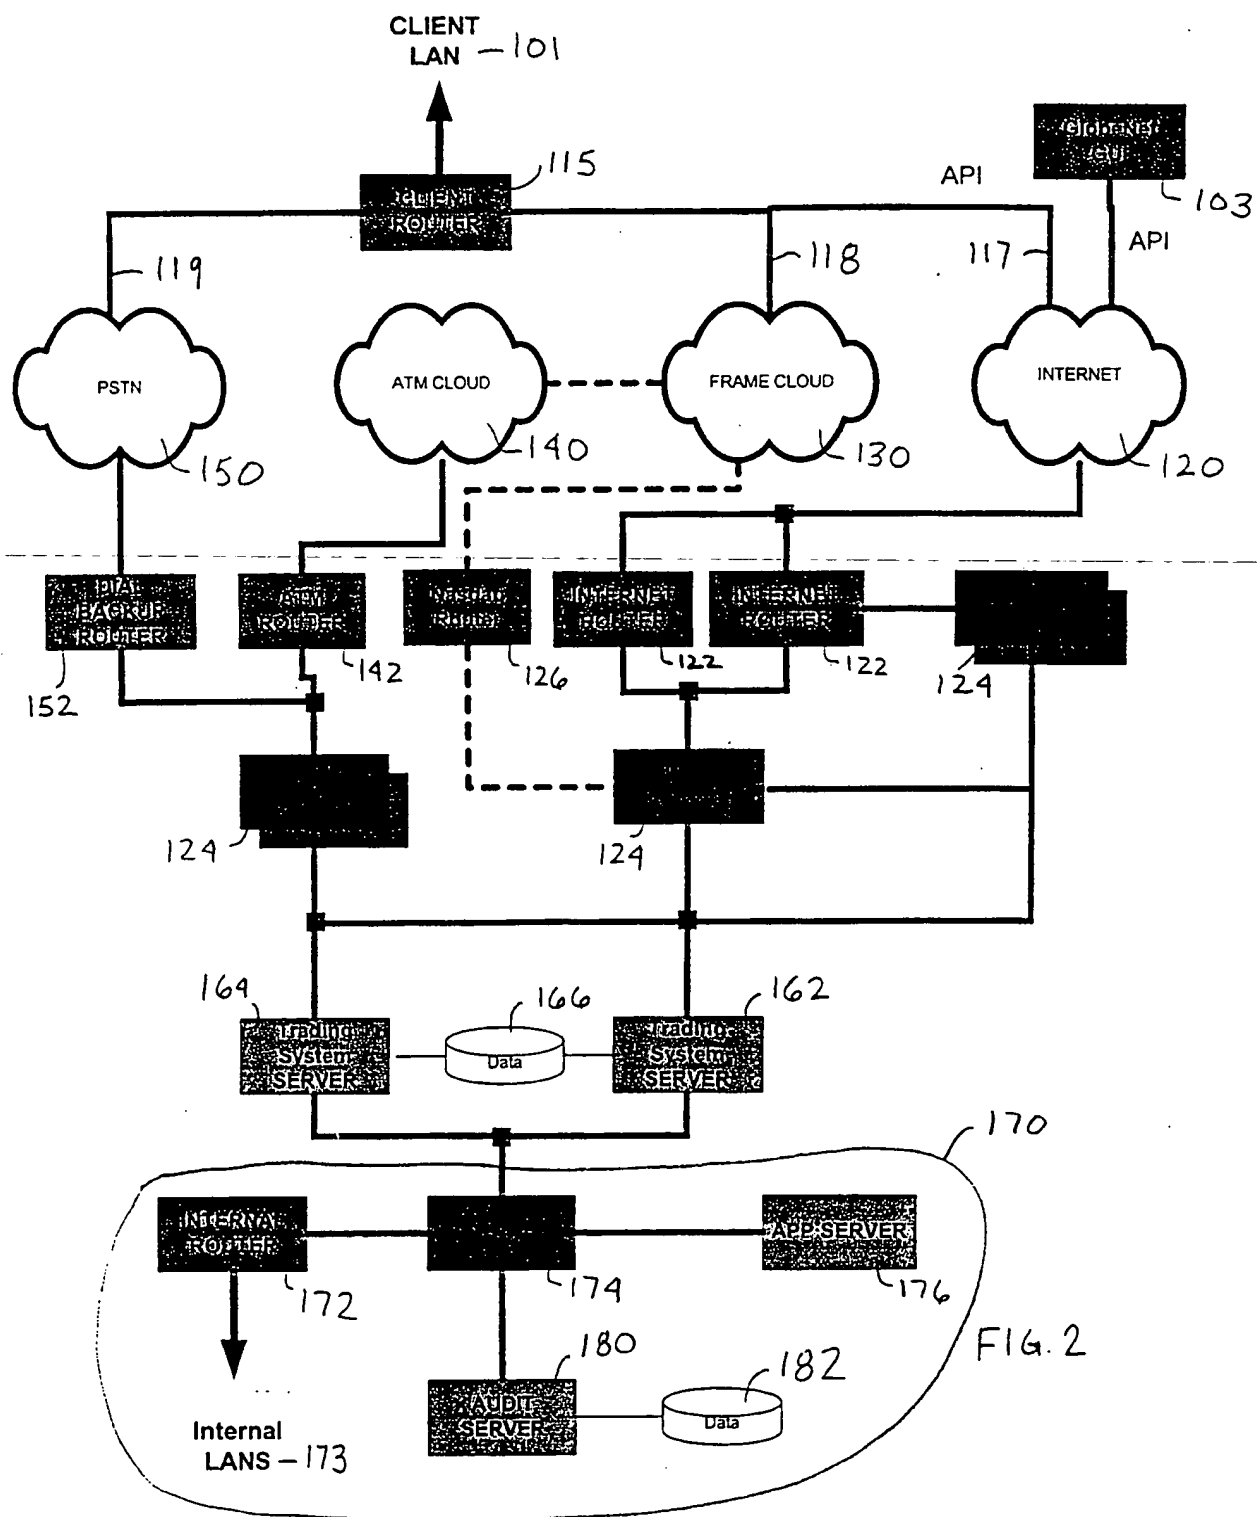 CLIENT
LAN - 101
GlobeNet
GUI
103
API
API
115
CLIENT
ROUTER
119
118
117
PSTN
ATM CLOUD
FRAME CLOUD
INTERNET
150
140
130
120
DIAL
BACKUP
ROUTER
ATM
ROUTER
Nasdaq
Router
INTERNET
ROUTER
INTERNET
ROUTER
152
142
126
122
122
124
124
124
164
166
162
Trading
System
SERVER
Data
Trading
System
SERVER
170
INTERNAL
ROUTER
APP SERVER
172
174
176
180
182
FIG. 2
AUDIT
SERVER
Data
Internal
LANS - 173